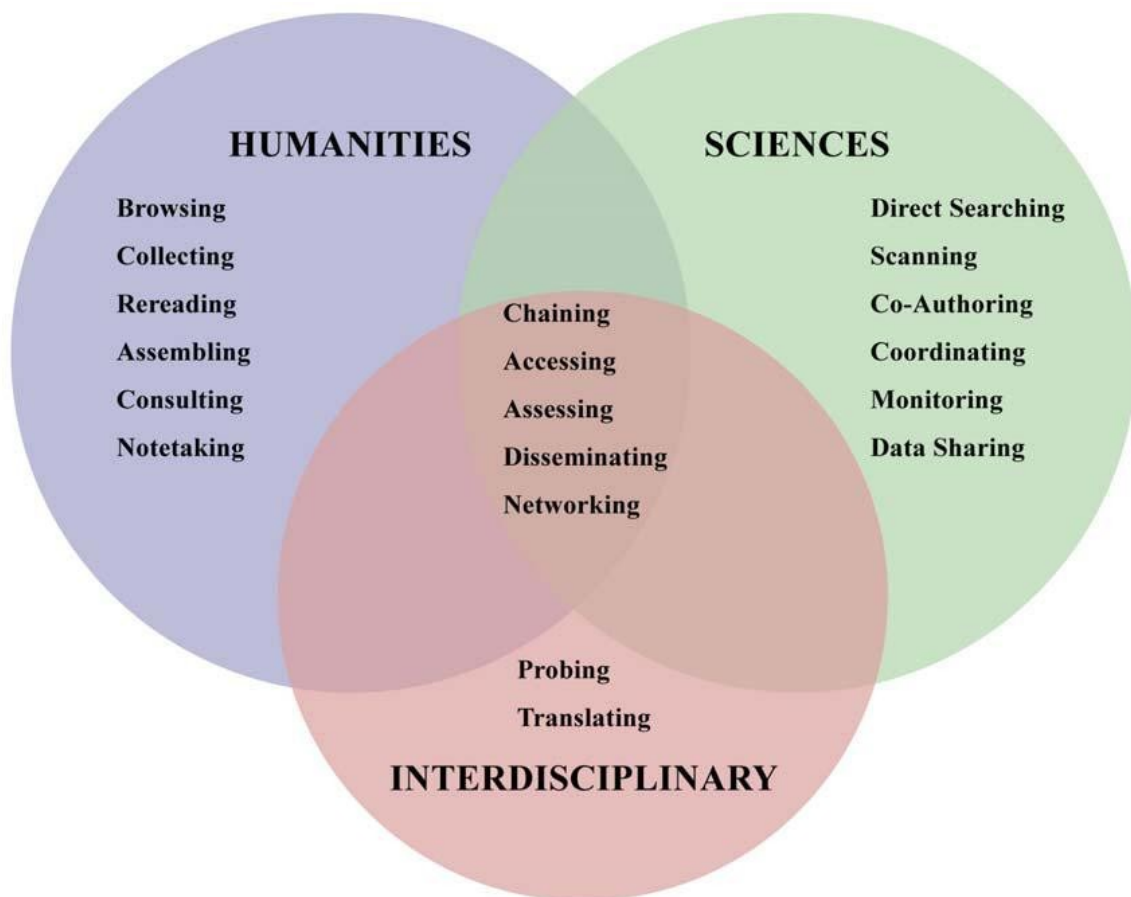 HUMANITIES
Browsing
Collecting
Rereading
Assembling
Consulting
Notetaking
SCIENCES
Direct Searching
Scanning
Co-Authoring
Coordinating
Monitoring
Data Sharing
Chaining
Accessing
Assessing
Disseminating
Networking
Probing
Translating
INTERDISCIPLINARY